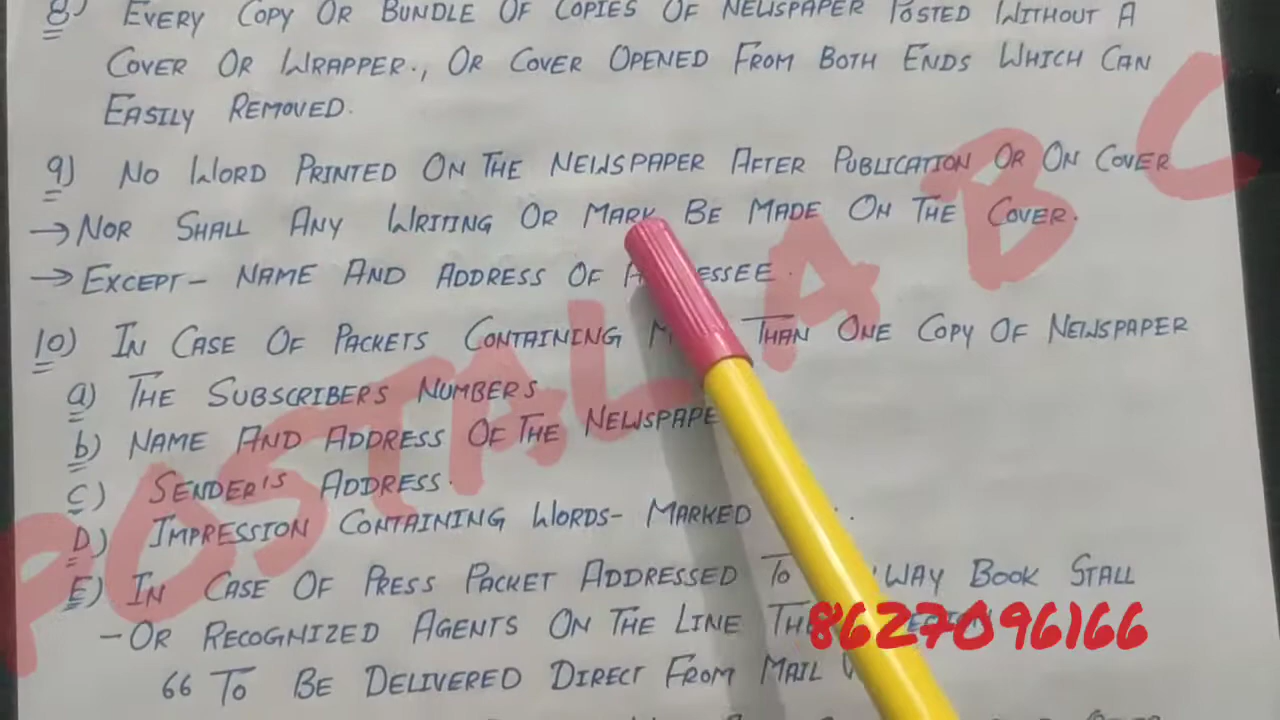 8) EVERY COPY OR BUNDLE OF COPIES OF NEWSPAPER POSTED WITHOUT A
COVER OR WRAPPER., OR COVER OPENED FROM BOTH ENDS WHICH CAN
EASILY REMOVED.
9) NO WORD PRINTED ON THE NEWSPAPER AFTER PUBLICATION OR ON COVER
→ NOR SHALL ANY WRITING OR MARK BE MADE ON THE COVER.
→ EXCEPT- NAME AND ADDRESS OF
10) IN CASE OF PACKETS CONTAINING THAN ONE COPY OF NEWSPAPER
a) THE SUBSCRIBERS NUMBERS
b) NAME AND ADDRESS OF THE
C) SENDER'S ADDRESS.
D) IMPRESSION CONTAINING WORDS- MARKED
E) IN CASE OF PRESS PACKET ADDRESSED TO BOOK STALL
-OR RECOGNIZED AGENTS ON THE LINE
66 TO BE DELIVERED DIRECT FROM MAIL
POSTAL A B C
8627096166